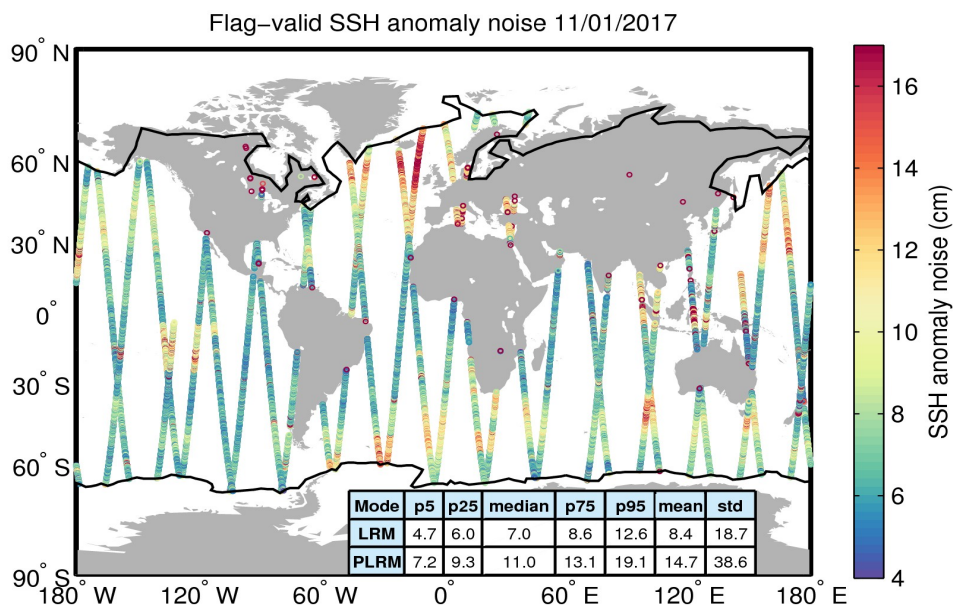 Flag−valid SSH anomaly noise 11/01/2017
90° N
60° N
30° N
0°
30° S
60° S
90° S
180° W 120° W 60° W 0° 60° E 120° E 180° E
Mode p5 p25 median p75 p95 mean std
LRM 4.7 6.0 7.0 8.6 12.6 8.4 18.7
PLRM 7.2 9.3 11.0 13.1 19.1 14.7 38.6
16
14
12
10
8
6
4
SSH anomaly noise (cm)